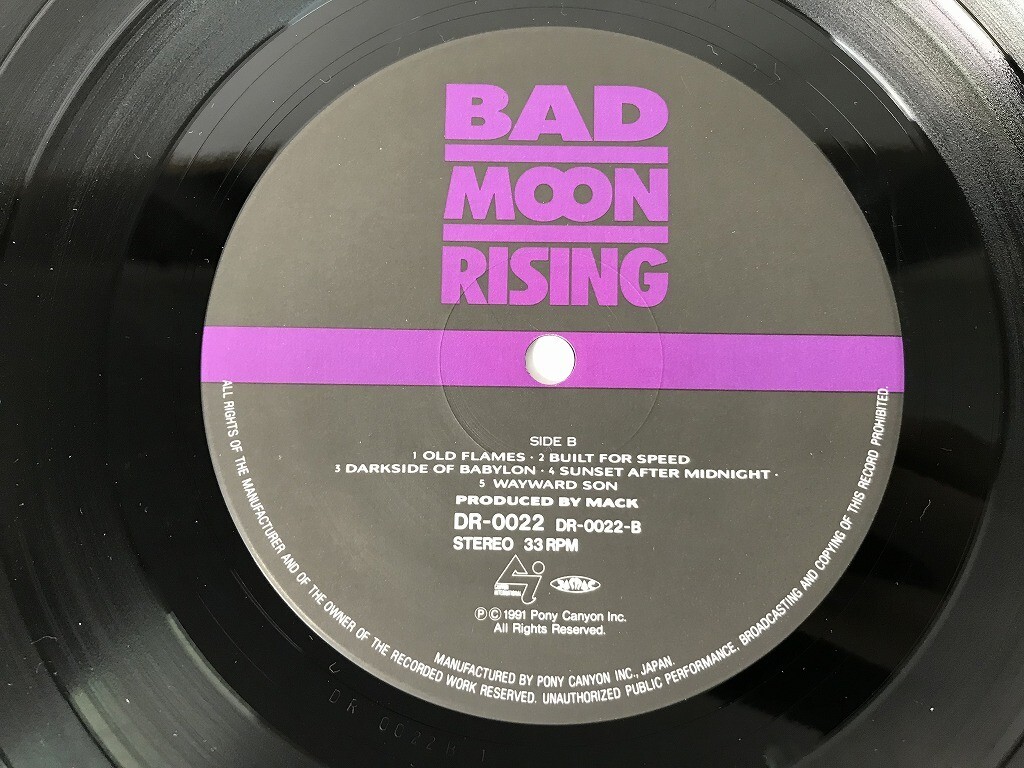 BAD
MOON
RISING
SIDE B
1 OLD FLAMES · 2 BUILT FOR SPEED
3 DARKSIDE OF BABYLON · 4 SUNSET AFTER MIDNIGHT ·
5 WAYWARD SON
PRODUCED BY MACK
DR-0022 DR-0022-B
STEREO 33 RPM
JASRAC
Ⓟ©1991 Pony Canyon Inc.
All Rights Reserved.
MANUFACTURED BY PONY CANYON INC., JAPAN.
ALL RIGHTS OF THE MANUFACTURER AND OF THE OWNER OF THE RECORDED WORK RESERVED. UNAUTHORIZED PUBLIC PERFORMANCE, BROADCASTING AND COPYING OF THIS RECORD PROHIBITED.